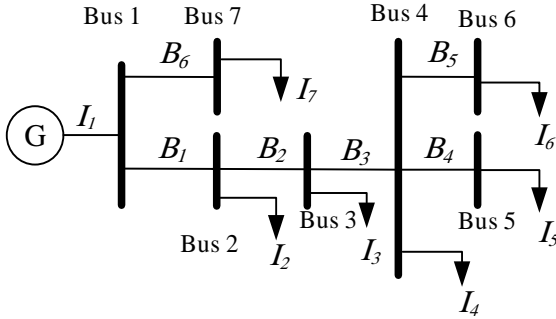 Bus 1
Bus 7
Bus 4
Bus 6
B₆
B₅
I₁
I₇
G
I₆
B₁
B₂
B₃
B₄
Bus 3
Bus 5
Bus 2
I₂
I₃
I₅
I₄